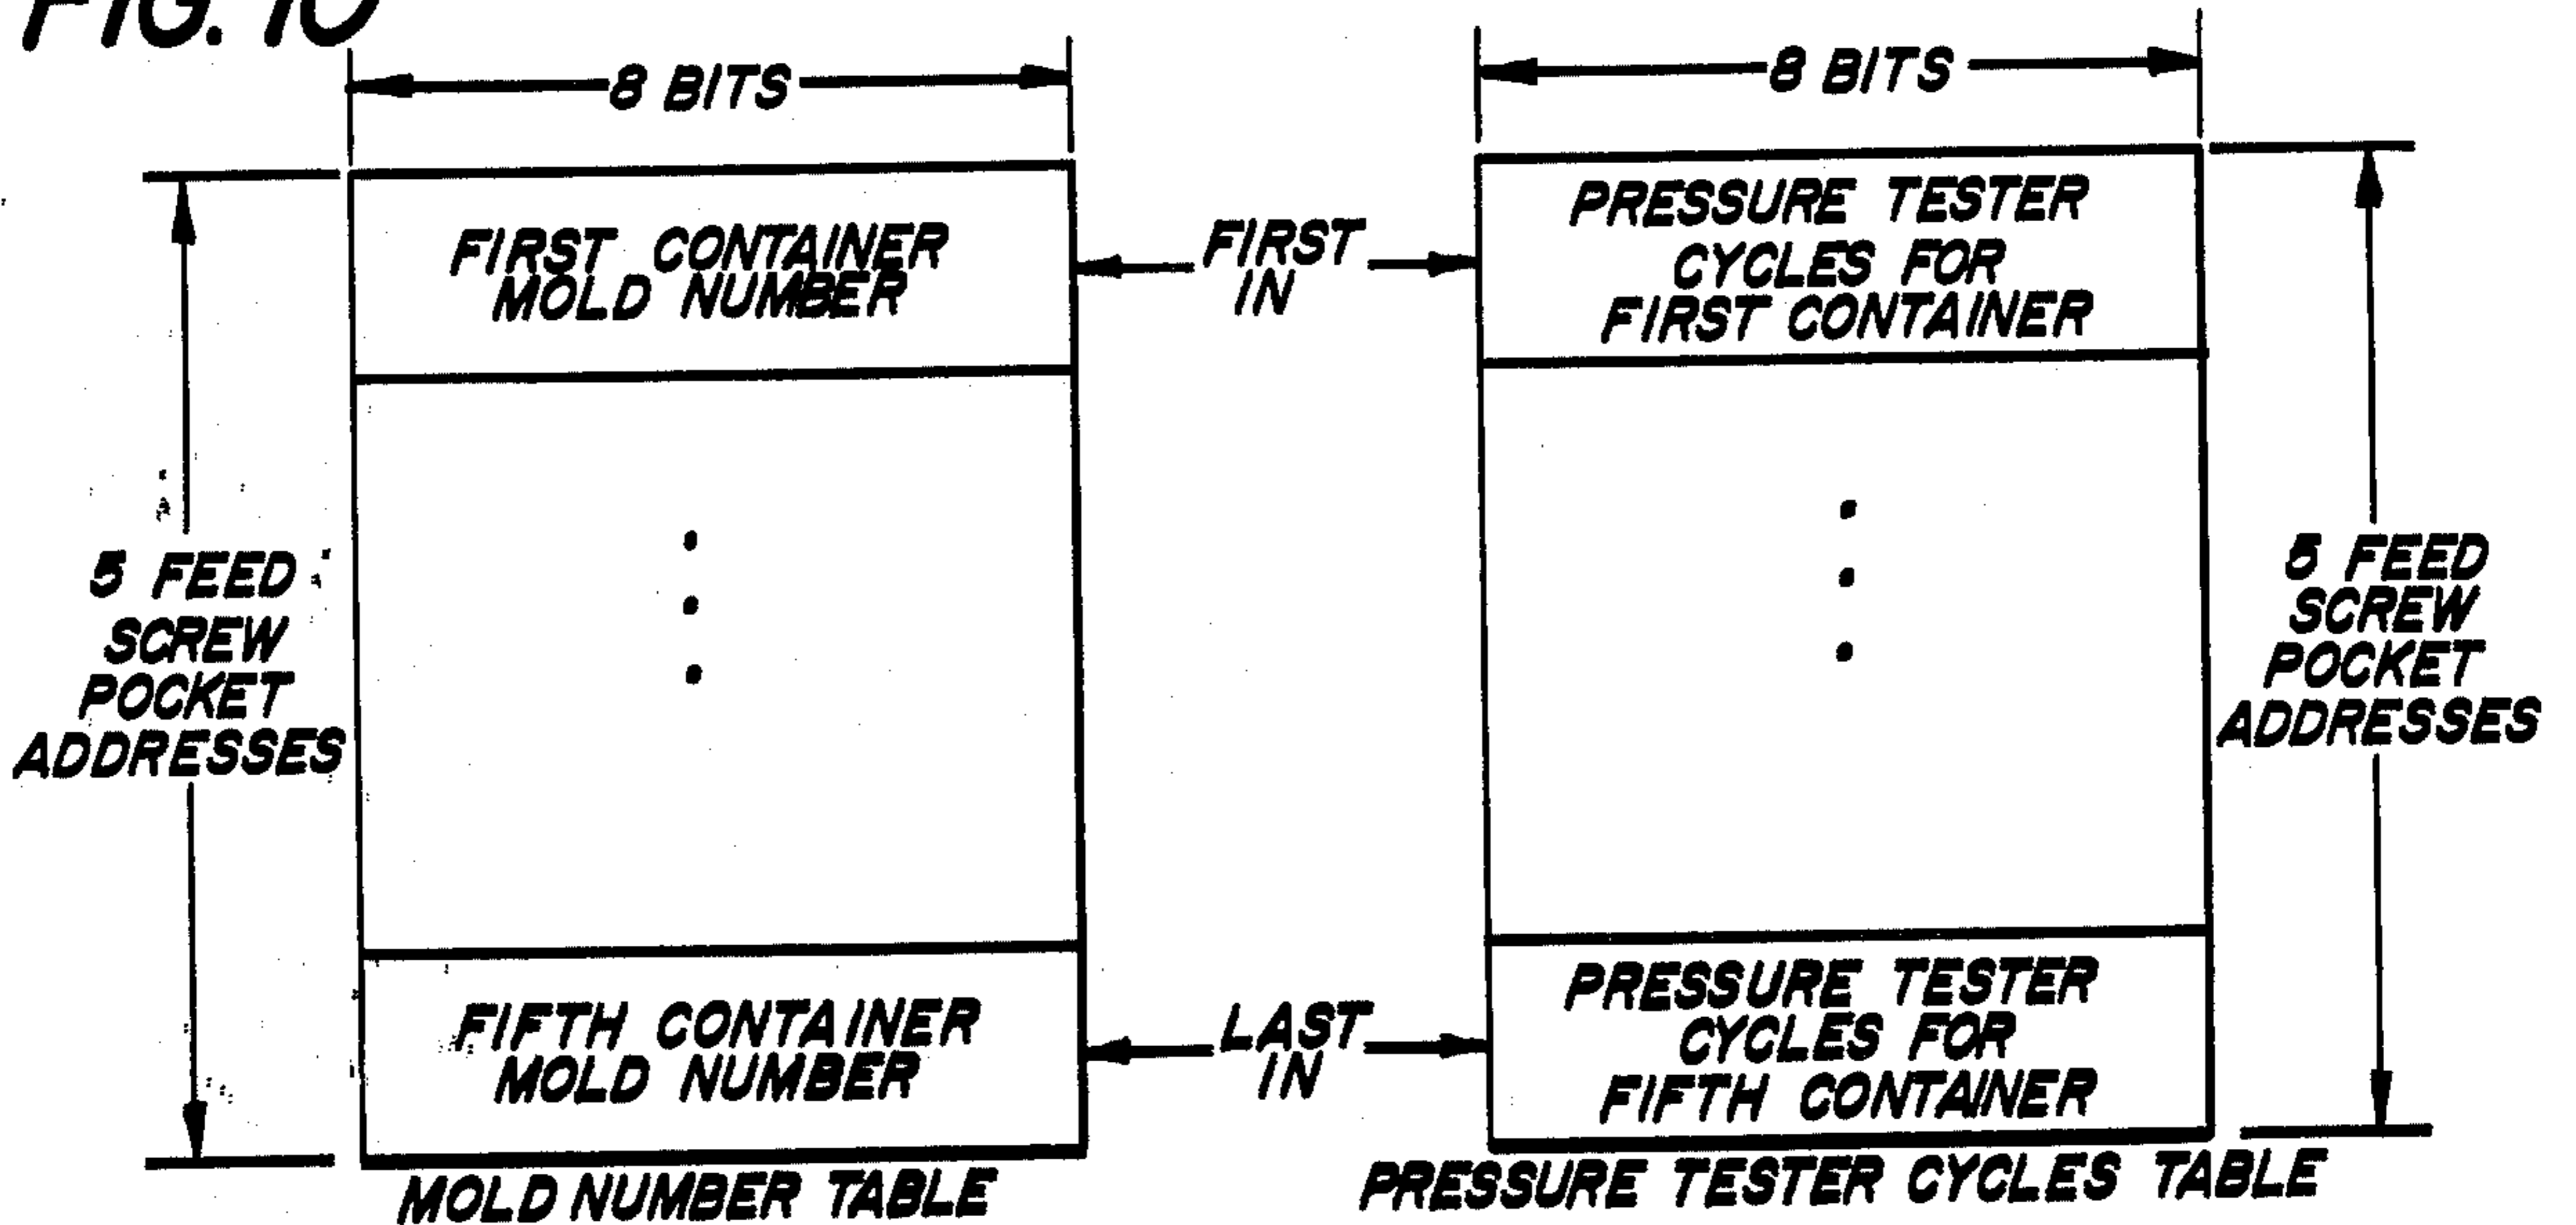 FIG. 10
8 BITS
8 BITS
FIRST CONTAINER
MOLD NUMBER
FIRST
IN
PRESSURE TESTER
CYCLES FOR
FIRST CONTAINER
5 FEED
SCREW
POCKET
ADDRESSES
5 FEED
SCREW
POCKET
ADDRESSES
FIFTH CONTAINER
MOLD NUMBER
LAST
IN
PRESSURE TESTER
CYCLES FOR
FIFTH CONTAINER
MOLD NUMBER TABLE
PRESSURE TESTER CYCLES TABLE